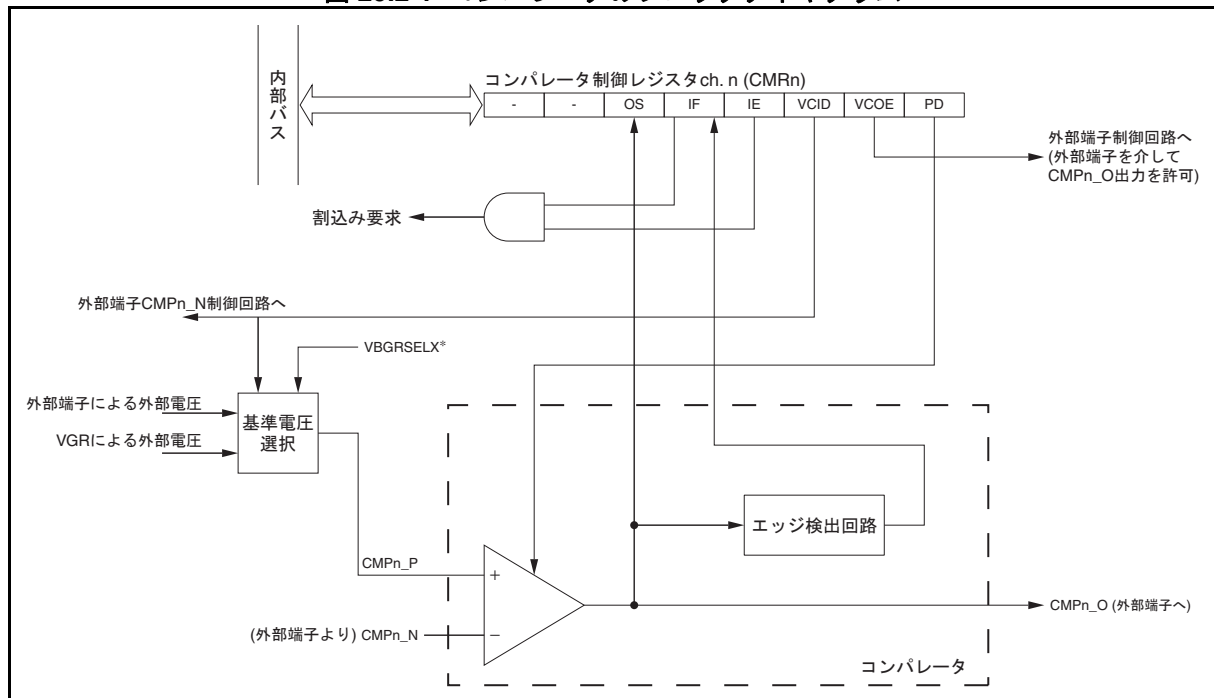 内部バス
コンパレータ制御レジスタch. n (CMRn)
- - OS IF IE VCID VCOE PD
外部端子制御回路へ
(外部端子を介して
CMPn_O出力を許可)
割込み要求
外部端子CMPn_N制御回路へ
VBGRSELX*
外部端子による外部電圧
VGRによる外部電圧
基準電圧
選択
エッジ検出回路
CMPn_P
+
CMPn_O (外部端子へ)
(外部端子より) CMPn_N
−
コンパレータ